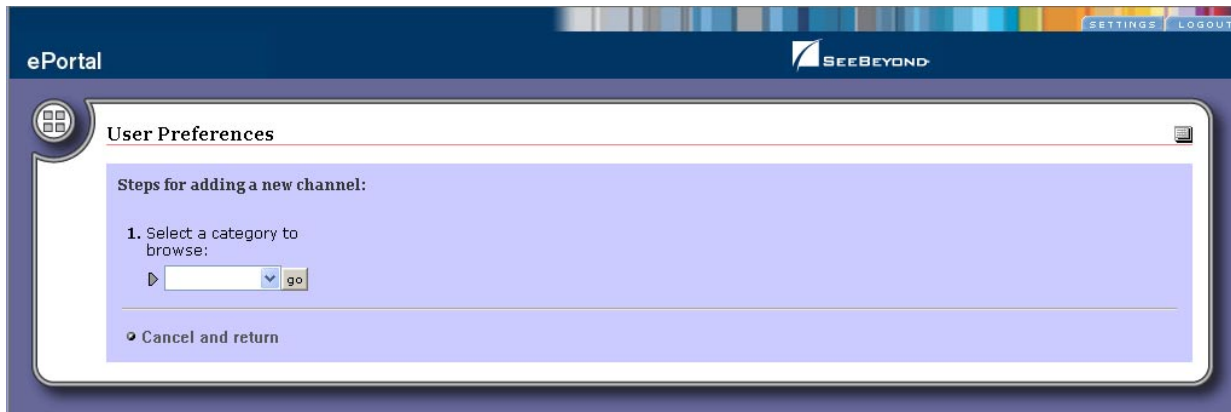 SETTINGS LOGOUT
ePortal
SEEBEYOND
User Preferences
Steps for adding a new channel:
1. Select a category to
browse:
go
Cancel and return